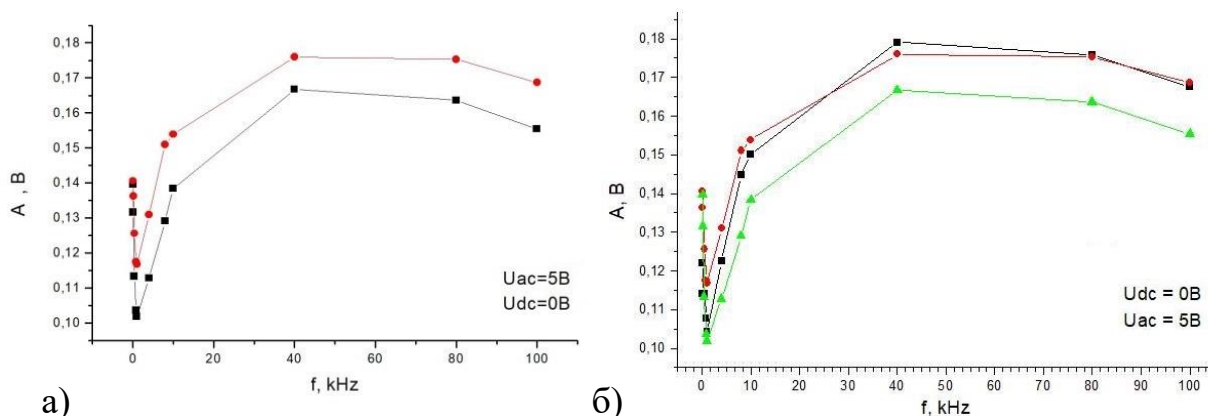 0,18
0,17
0,16
0,15
0,14
0,13
0,12
0,11
0,10
A , B
0 20 40 60 80 100
f, kHz
Uac=5B
Udc=0B
а)
0,18
0,17
0,16
0,15
0,14
0,13
0,12
0,11
0,10
A, B
0 10 20 30 40 50 60 70 80 90 100
f, kHz
Udc = 0B
Uac = 5B
б)